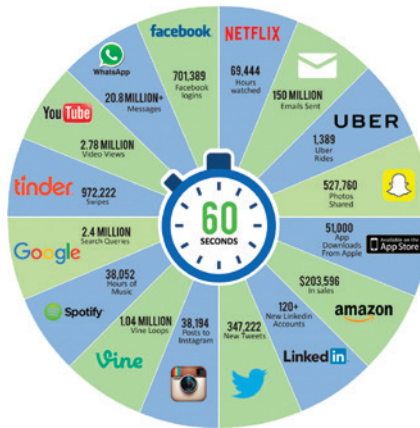 facebook
701,389
Facebook
logins
NETFLIX
69,444
Hours
watched
150 MILLION
Emails Sent
UBER
1,389
Uber
Rides
527,760
Photos
Shared
51,000
App
Downloads
From Apple
Available on the
App Store
$203,596
In sales
amazon
120+
New Linkedin
Accounts
Linked in
347,222
New Tweets
38,194
Posts to
Instagram
1.04 MILLION
Vine Loops
Vine
38,052
Hours
of Music
Spotify
2.4 MILLION
Search Queries
Google
972,222
Swipes
tinder
2.78 MILLION
Video Views
You Tube
20.8 MILLION+
Messages
WhatsApp
60
SECONDS